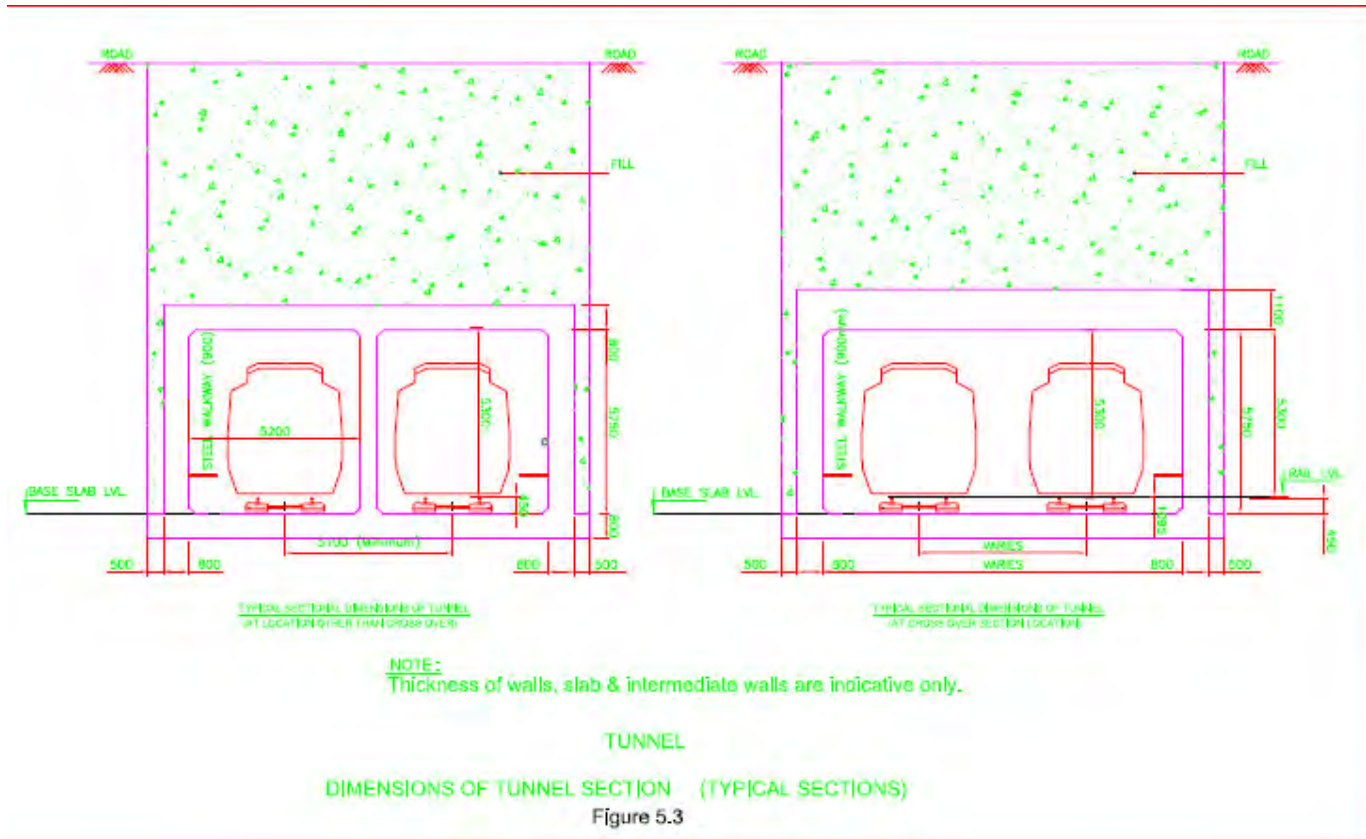 ROAD ROAD ROAD ROAD
FILL FILL
1100
STEEL WALKWAY (900)
STEEL WALKWAY (900mm)
800
5300
5300
5300
5750
5750
5200
BASE SLAB LVL.
BASE SLAB LVL.
RAIL LVL.
450
1095
450
800
5100 (Minimum)
VARIES
500 800 800 500
500 800 VARIES 800 500
TYPICAL SECTIONAL DIMENSIONS OF TUNNEL
(AT LOCATION OTHER THAN CROSS OVER)
TYPICAL SECTIONAL DIMENSIONS OF TUNNEL
(AT CROSS OVER SECTION LOCATION)
NOTE:-
Thickness of walls, slab & intermediate walls are indicative only.
TUNNEL
DIMENSIONS OF TUNNEL SECTION (TYPICAL SECTIONS)
Figure 5.3